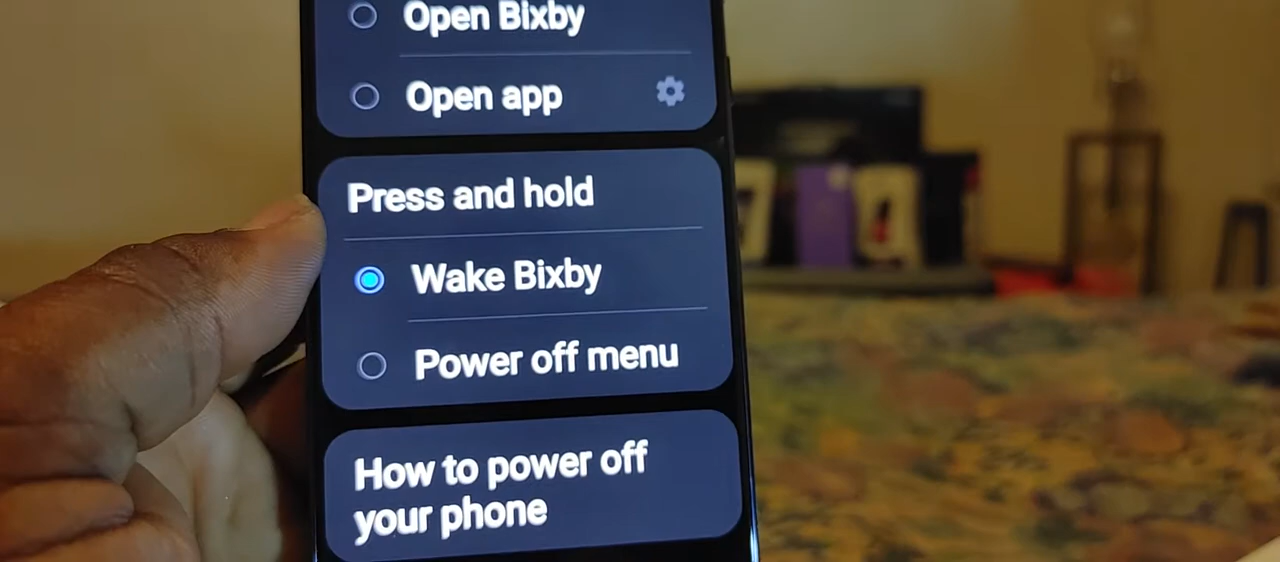 Open Bixby
Open app
Press and hold
Wake Bixby
Power off menu
How to power off
your phone